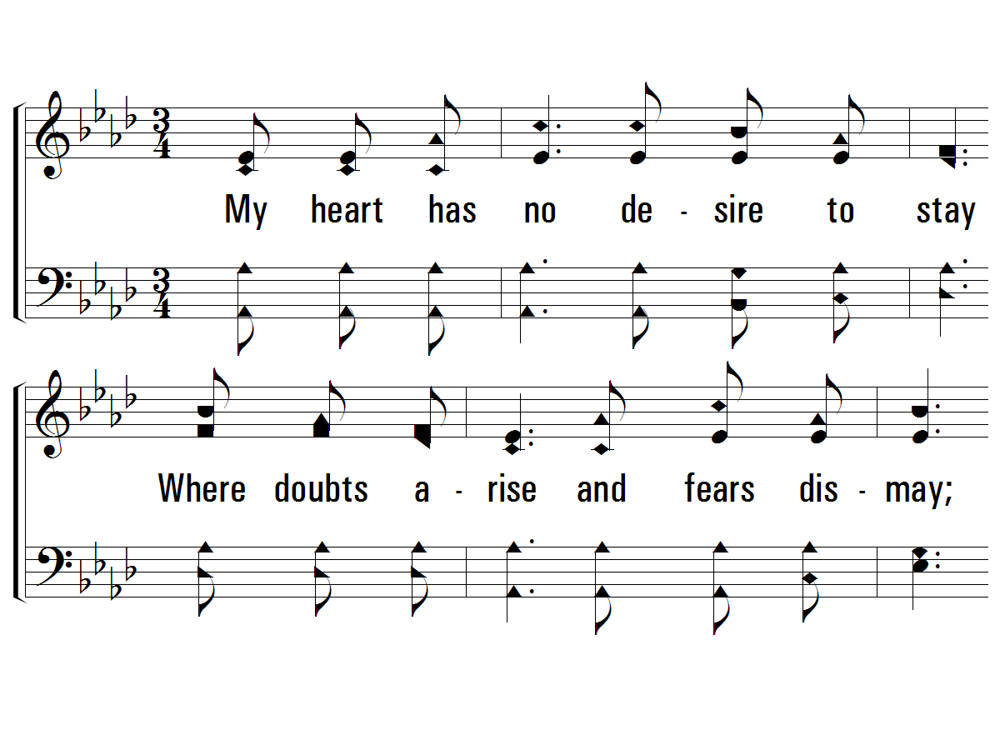 My heart has no de - sire to stay
Where doubts a - rise and fears dis - may;